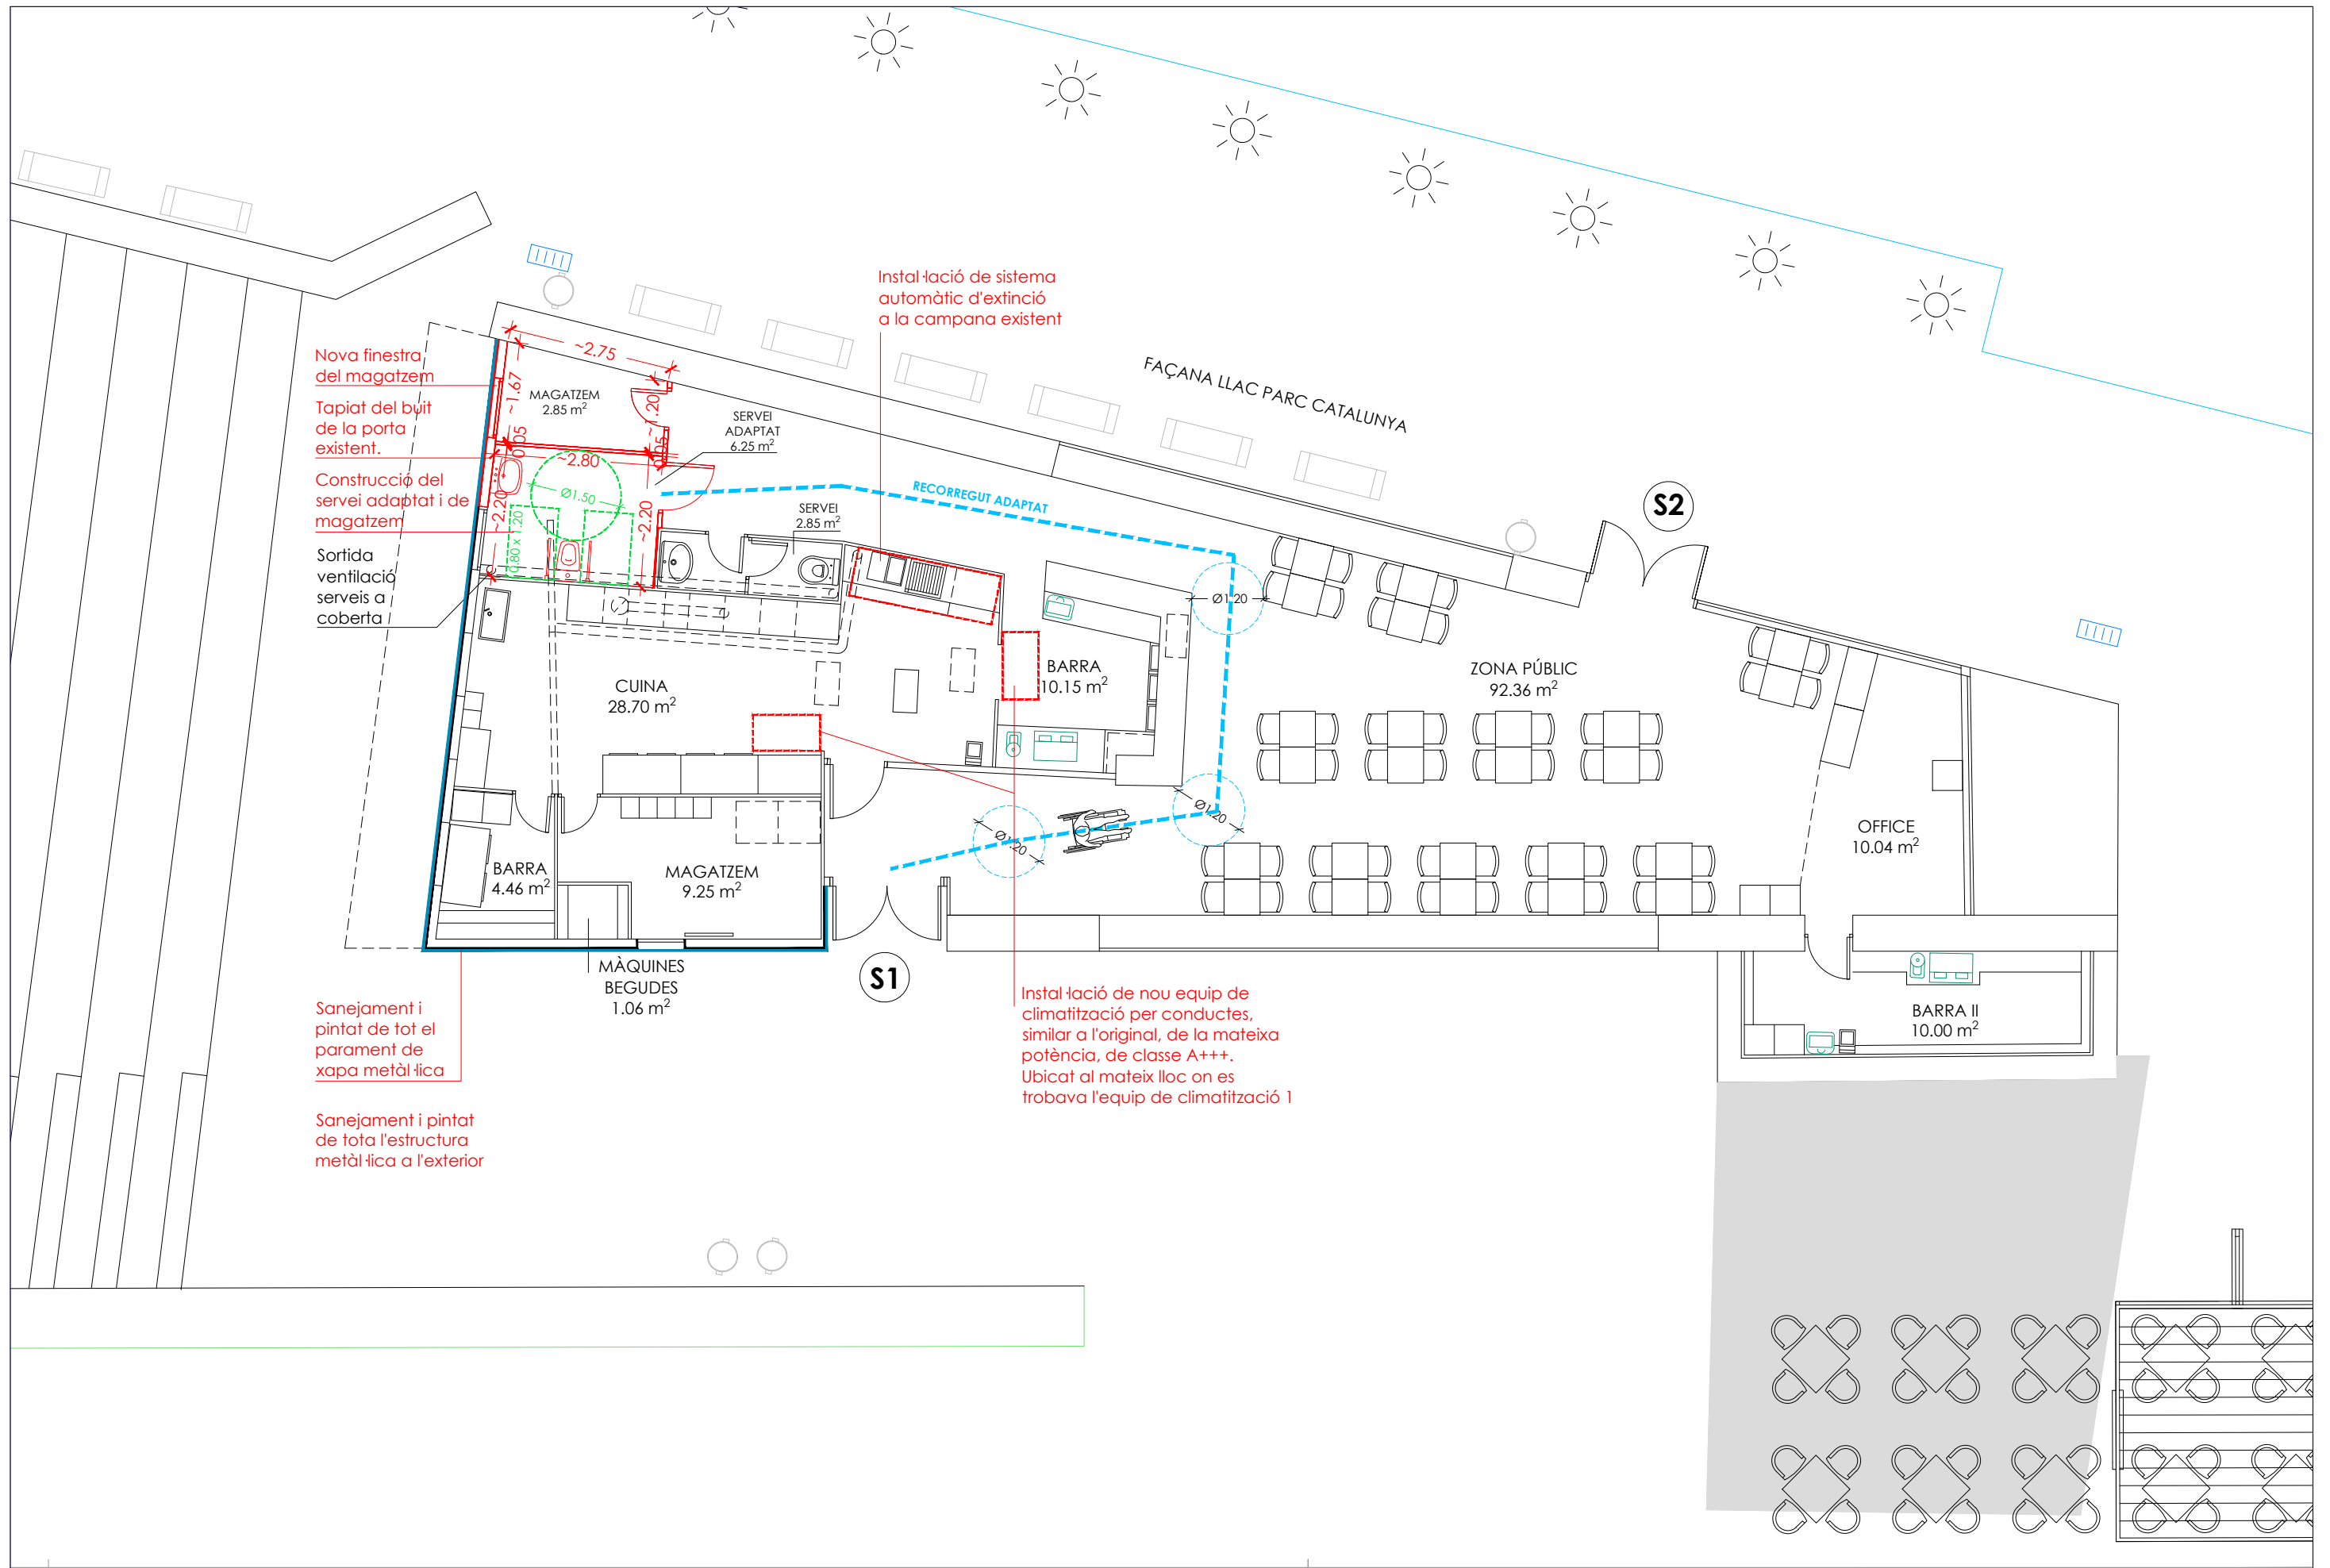 Instal·lació de sistema
automàtic d'extinció
a la campana existent
Nova finestra
del magatzem
Tapiat del buit
de la porta
existent.
Construcció del
servei adaptat i de
magatzem
Sortida
ventilació
serveis a
coberta
~2.75
~1.67
MAGATZEM
2.85 m²
~1.20
0.05
0.05
~2.80
Ø1.50
~2.20
~2.20
0.80 x 1.20
SERVEI
ADAPTAT
6.25 m²
SERVEI
2.85 m²
FAÇANA LLAC PARC CATALUNYA
RECORREGUT ADAPTAT
S2
Ø1.20
BARRA
10.15 m²
ZONA PÚBLIC
92.36 m²
CUINA
28.70 m²
Ø1.20
Ø1.20
OFFICE
10.04 m²
BARRA
4.46 m²
MAGATZEM
9.25 m²
MÀQUINES
BEGUDES
1.06 m²
S1
Sanejament i
pintat de tot el
parament de
xapa metàl·lica
Sanejament i pintat
de tota l'estructura
metàl·lica a l'exterior
Instal·lació de nou equip de
climatització per conductes,
similar a l'original, de la mateixa
potència, de classe A+++.
Ubicat al mateix lloc on es
trobava l'equip de climatització 1
BARRA II
10.00 m²